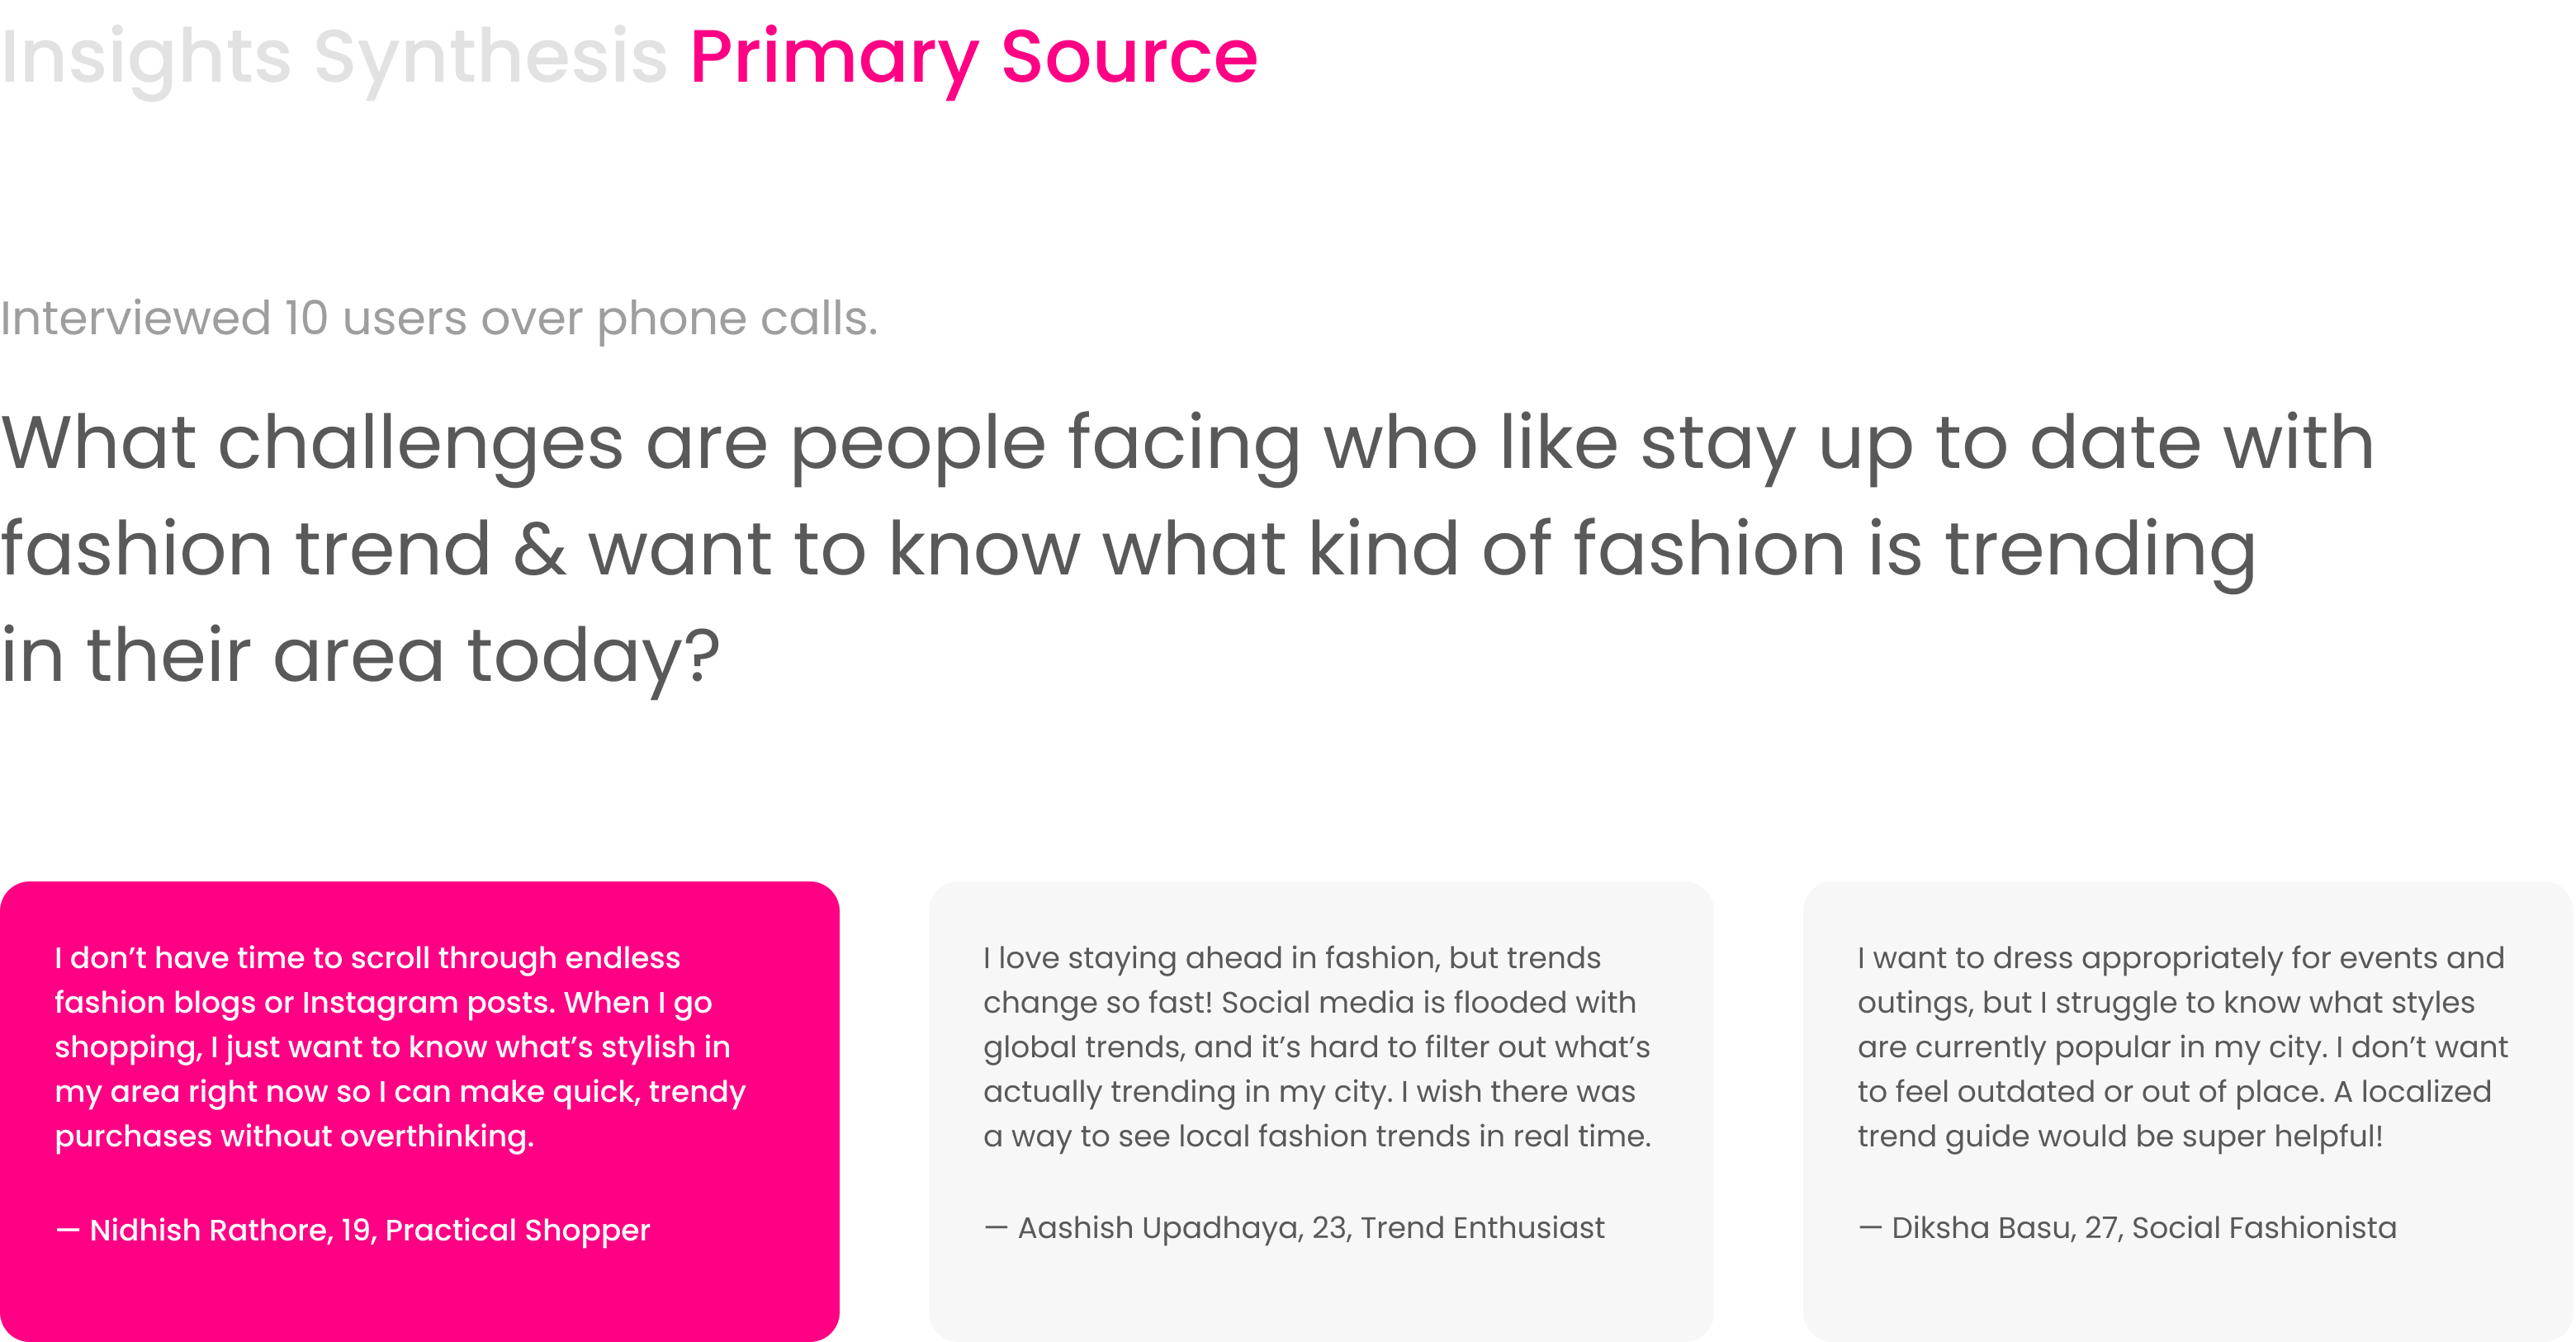 Insights Synthesis Primary Source
Interviewed 10 users over phone calls.
What challenges are people facing who like stay up to date with
fashion trend & want to know what kind of fashion is trending
in their area today?
I don’t have time to scroll through endless
fashion blogs or Instagram posts. When I go
shopping, I just want to know what’s stylish in
my area right now so I can make quick, trendy
purchases without overthinking.
— Nidhish Rathore, 19, Practical Shopper
I love staying ahead in fashion, but trends
change so fast! Social media is flooded with
global trends, and it’s hard to filter out what’s
actually trending in my city. I wish there was
a way to see local fashion trends in real time.
— Aashish Upadhaya, 23, Trend Enthusiast
I want to dress appropriately for events and
outings, but I struggle to know what styles
are currently popular in my city. I don’t want
to feel outdated or out of place. A localized
trend guide would be super helpful!
— Diksha Basu, 27, Social Fashionista